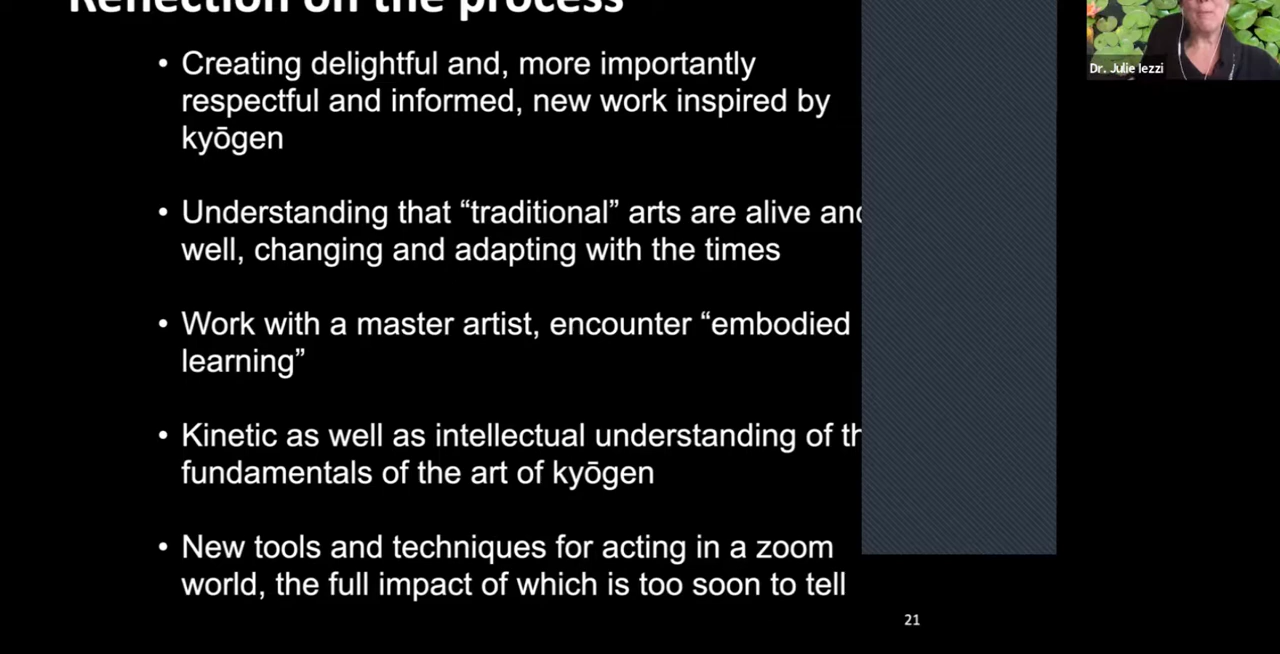 Reflection on the process
• Creating delightful and, more importantly
respectful and informed, new work inspired by
kyōgen
• Understanding that “traditional” arts are alive and
well, changing and adapting with the times
• Work with a master artist, encounter “embodied
learning”
• Kinetic as well as intellectual understanding of th
fundamentals of the art of kyōgen
• New tools and techniques for acting in a zoom
world, the full impact of which is too soon to tell
21
Dr. Julie Iezzi